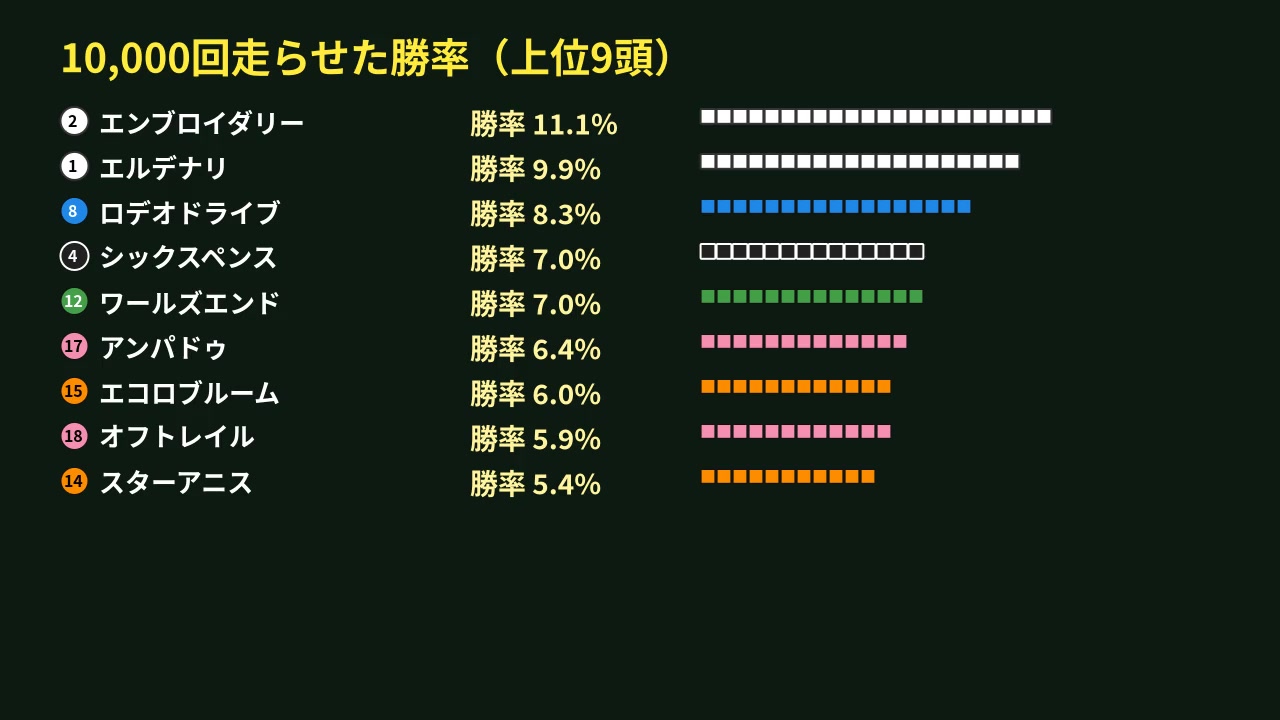 10,000回走らせた勝率（上位9頭）
2 エンブロイダリー 勝率 11.1%
1 エルデナリ 勝率 9.9%
8 ロデオドライブ 勝率 8.3%
4 シックスペンス 勝率 7.0%
12 ワールズエンド 勝率 7.0%
17 アンパドゥ 勝率 6.4%
15 エコロブルーム 勝率 6.0%
18 オフトレイル 勝率 5.9%
14 スターアニス 勝率 5.4%